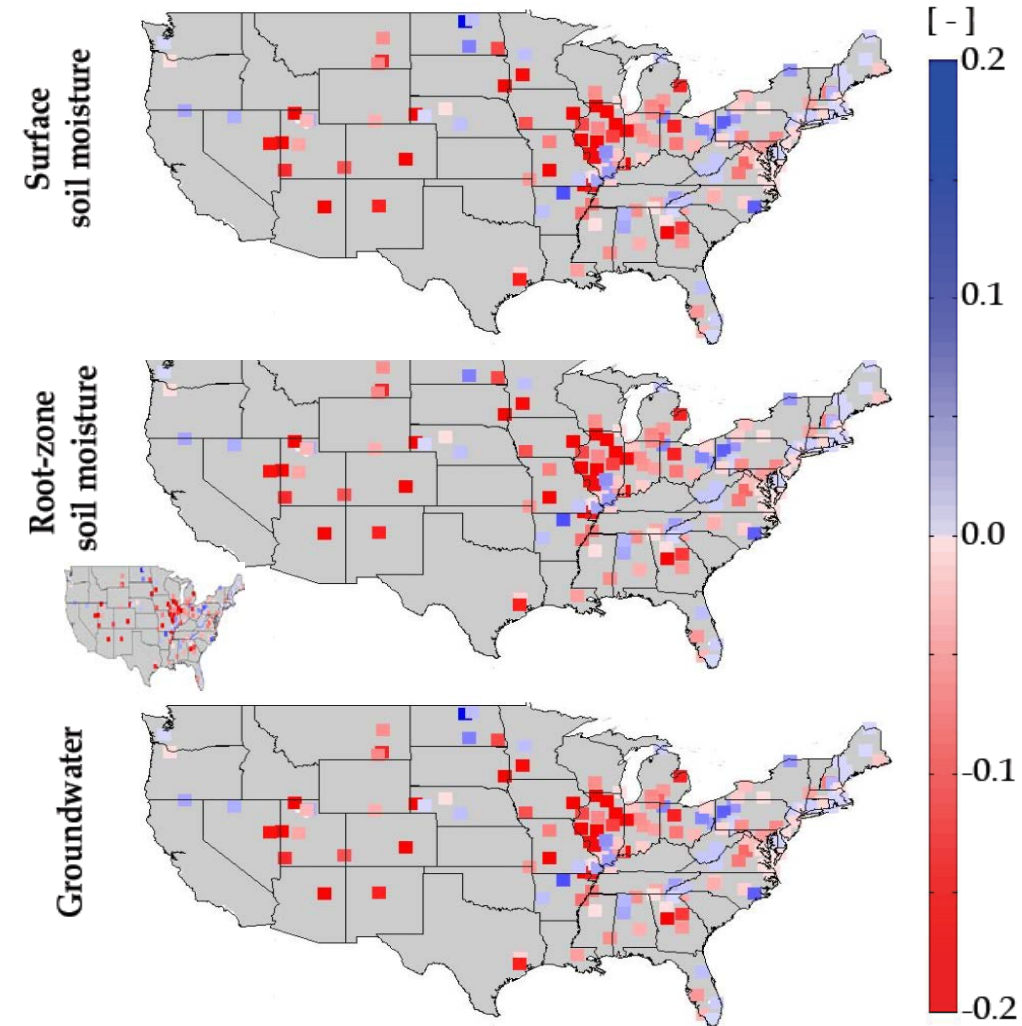 [ - ]
0.2
Surface
soil moisture
0.1
Root-zone
soil moisture
0.0
-0.1
Groundwater
-0.2